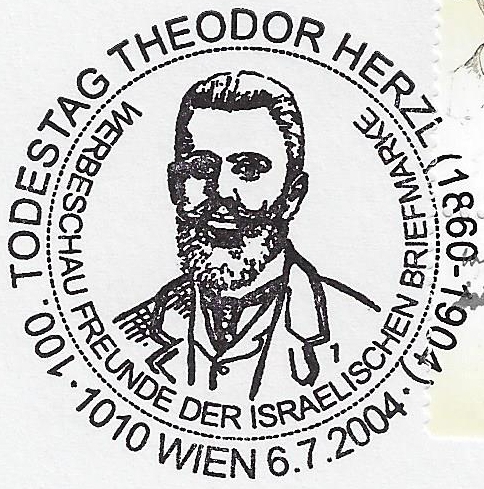 100. TODESTAG THEODOR HERZL (1860-1904)
WERBESCHAU FREUNDE DER ISRAELISCHEN BRIEFMARKE
· 1010 WIEN 6.7.2004 ·